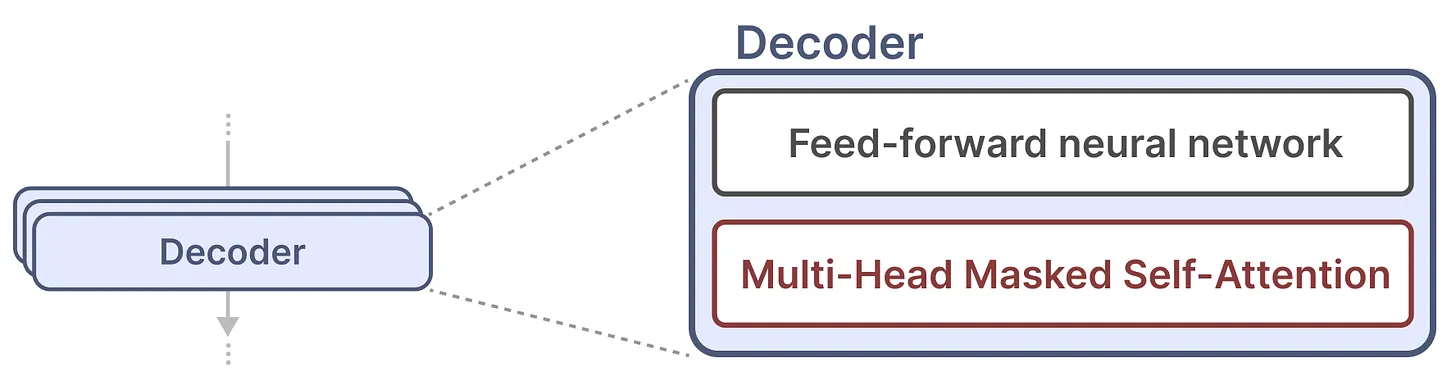 Decoder
Feed-forward neural network
Decoder
Multi-Head Masked Self-Attention